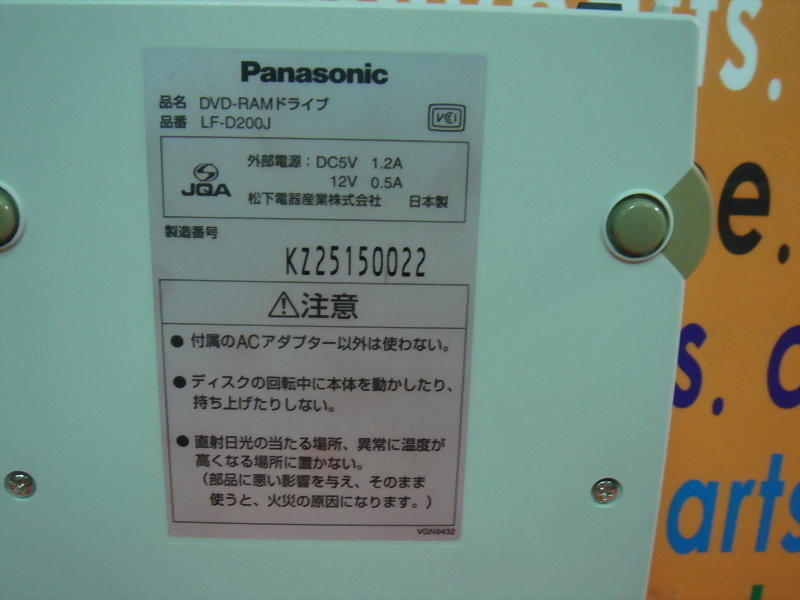 Panasonic
品名 DVD-RAMドライブ
品番 LF-D200J
VCCI
JQA
外部電源：DC5V 1.2A
12V 0.5A
松下電器産業株式会社 日本製
製造番号
KZ25150022
⚠注意
● 付属のACアダプター以外は使わない。
● ディスクの回転中に本体を動かしたり、
持ち上げたりしない。
● 直射日光の当たる場所、異常に温度が
高くなる場所に置かない。
（部品に悪い影響を与え、そのまま
使うと、火災の原因になります。）
VGN9432
ts.
e.
s.
arts